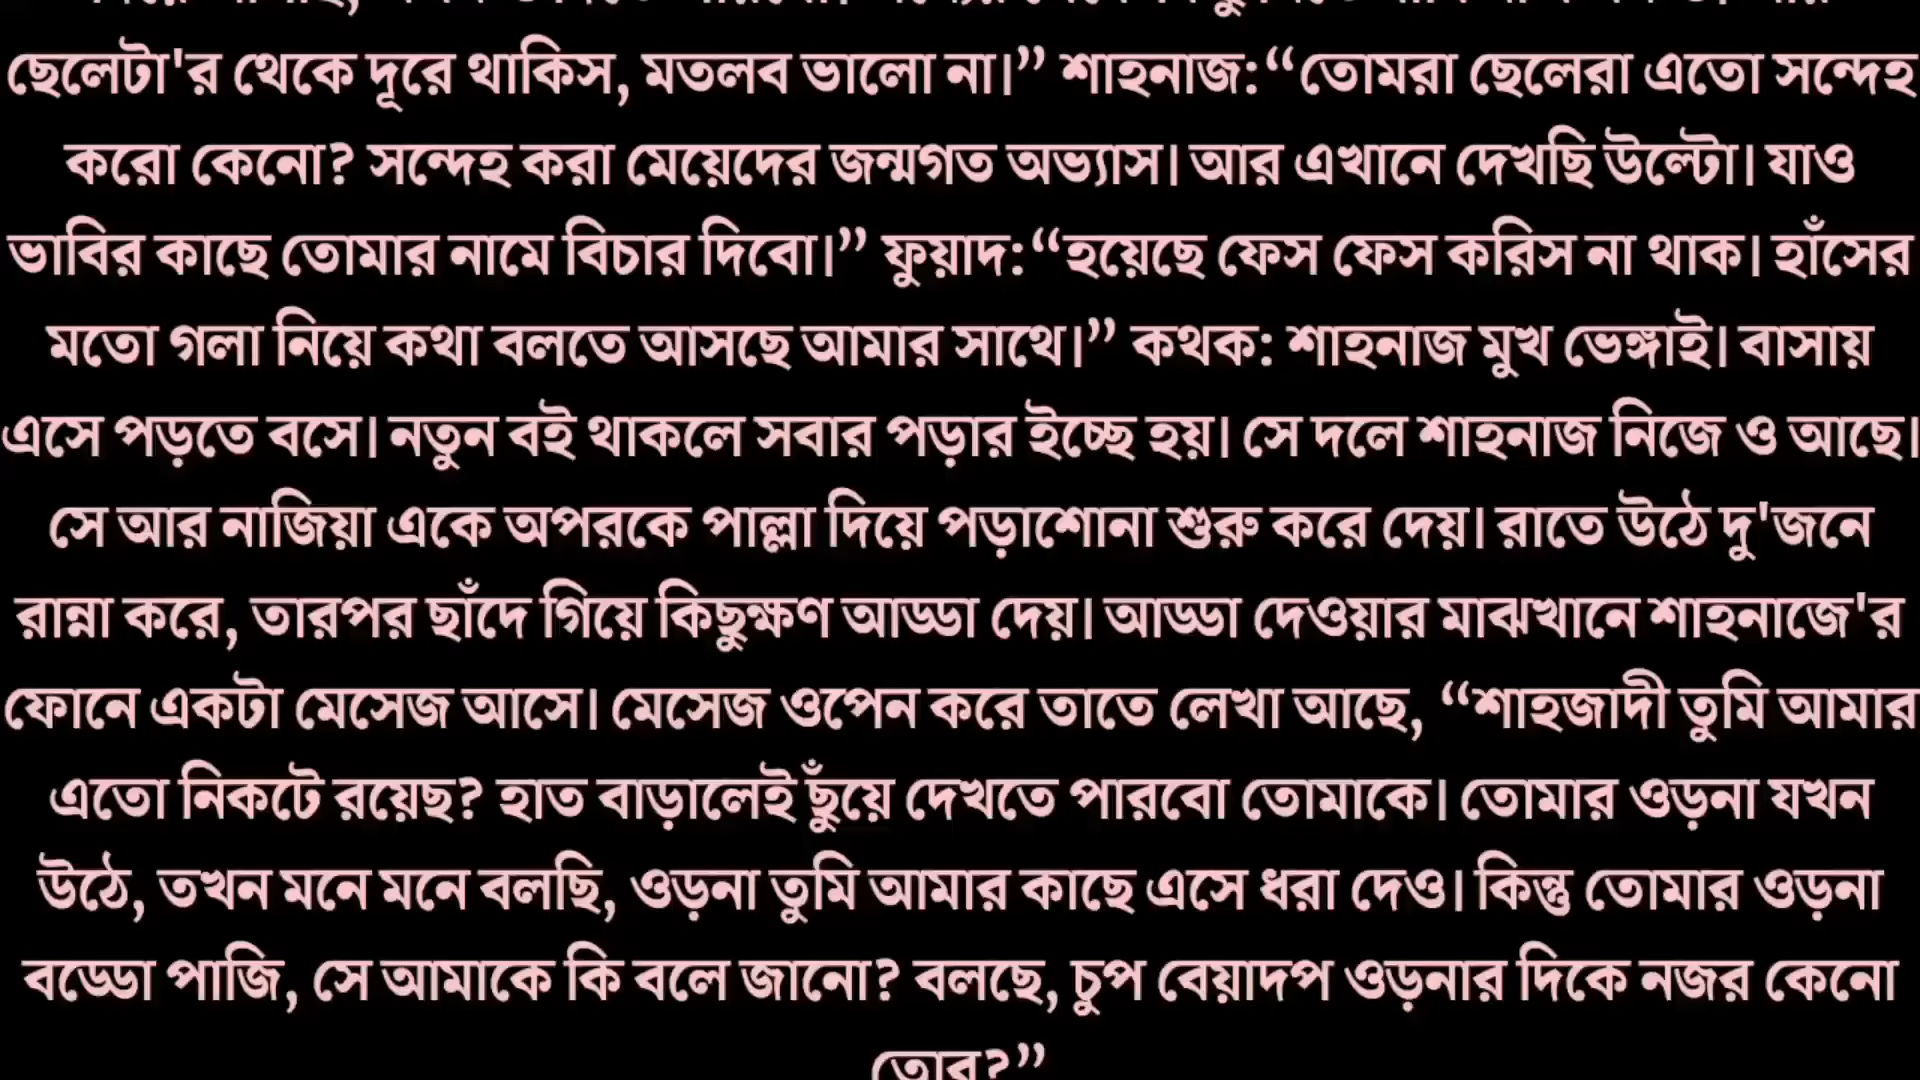 ছেলেটা'র থেকে দূরে থাকিস, মতলব ভালো না।” শাহনাজ:“তোমরা ছেলেরা এতো সন্দেহ
করো কেনো? সন্দেহ করা মেয়েদের জন্মগত অভ্যাস। আর এখানে দেখছি উল্টো। যাও
ভাবির কাছে তোমার নামে বিচার দিবো।” ফুয়াদ:“হয়েছে ফেস ফেস করিস না থাক। হাঁসের
মতো গলা নিয়ে কথা বলতে আসছে আমার সাথে।” কথক: শাহনাজ মুখ ভেঙ্গাই। বাসায়
এসে পড়তে বসে। নতুন বই থাকলে সবার পড়ার ইচ্ছে হয়। সে দলে শাহনাজ নিজে ও আছে।
সে আর নাজিয়া একে অপরকে পাল্লা দিয়ে পড়াশোনা শুরু করে দেয়। রাতে উঠে দু'জনে
রান্না করে, তারপর ছাঁদে গিয়ে কিছুক্ষণ আড্ডা দেয়। আড্ডা দেওয়ার মাঝখানে শাহনাজে'র
ফোনে একটা মেসেজ আসে। মেসেজ ওপেন করে তাতে লেখা আছে, “শাহজাদী তুমি আমার
এতো নিকটে রয়েছ? হাত বাড়ালেই ছুঁয়ে দেখতে পারবো তোমাকে। তোমার ওড়না যখন
উঠে, তখন মনে মনে বলছি, ওড়না তুমি আমার কাছে এসে ধরা দেও। কিন্তু তোমার ওড়না
বড্ডো পাজি, সে আমাকে কি বলে জানো? বলছে, চুপ বেয়াদপ ওড়নার দিকে নজর কেনো
তোর?”